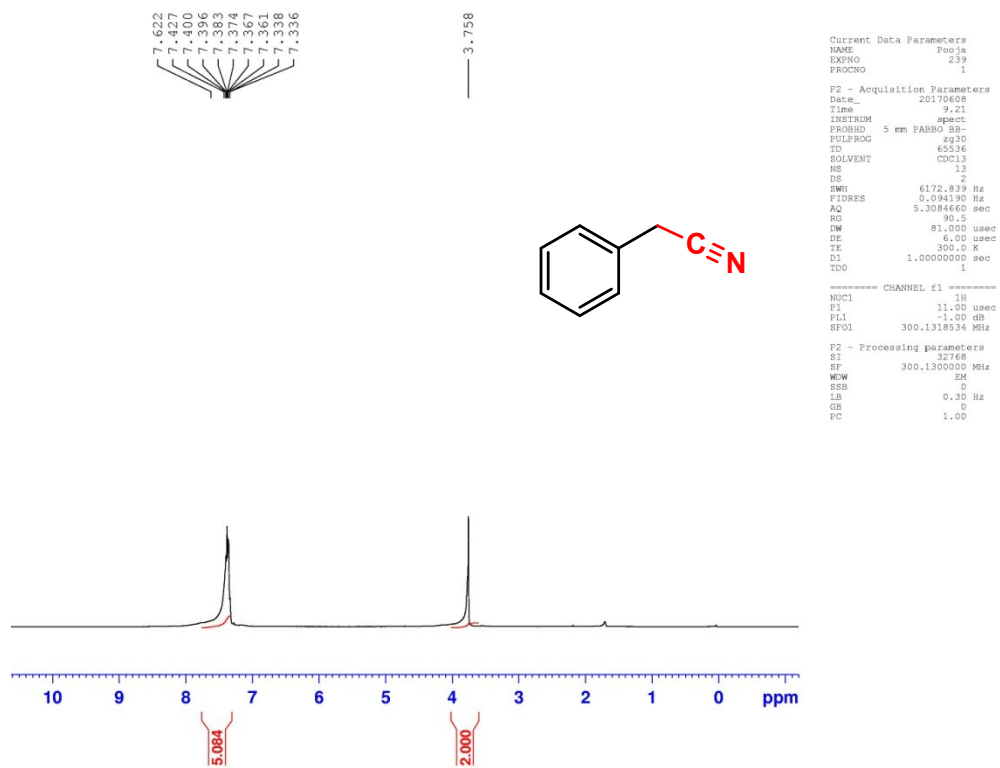 7.622
7.427
7.400
7.396
7.383
7.374
7.367
7.361
7.338
7.336
3.758
Current Data Parameters
NAME Pooja
EXPNO 239
PROCNO 1
F2 - Acquisition Parameters
Date_ 20170608
Time 9.21
INSTRUM spect
PROBHD 5 mm PABBO BB-
PULPROG zg30
TD 65536
SOLVENT CDCl3
NS 13
DS 2
SWH 6172.839 Hz
FIDRES 0.094190 Hz
AQ 5.3084660 sec
RG 90.5
DW 81.000 usec
DE 6.00 usec
TE 300.0 K
D1 1.00000000 sec
TD0 1
======== CHANNEL f1 ========
NUC1 1H
P1 11.00 usec
PL1 -1.00 dB
SFO1 300.1318534 MHz
F2 - Processing parameters
SI 32768
SF 300.1300000 MHz
WDW EM
SSB 0
LB 0.30 Hz
GB 0
PC 1.00
C N
10 9 8 7 6 5 4 3 2 1 0 ppm
5.084
2.000